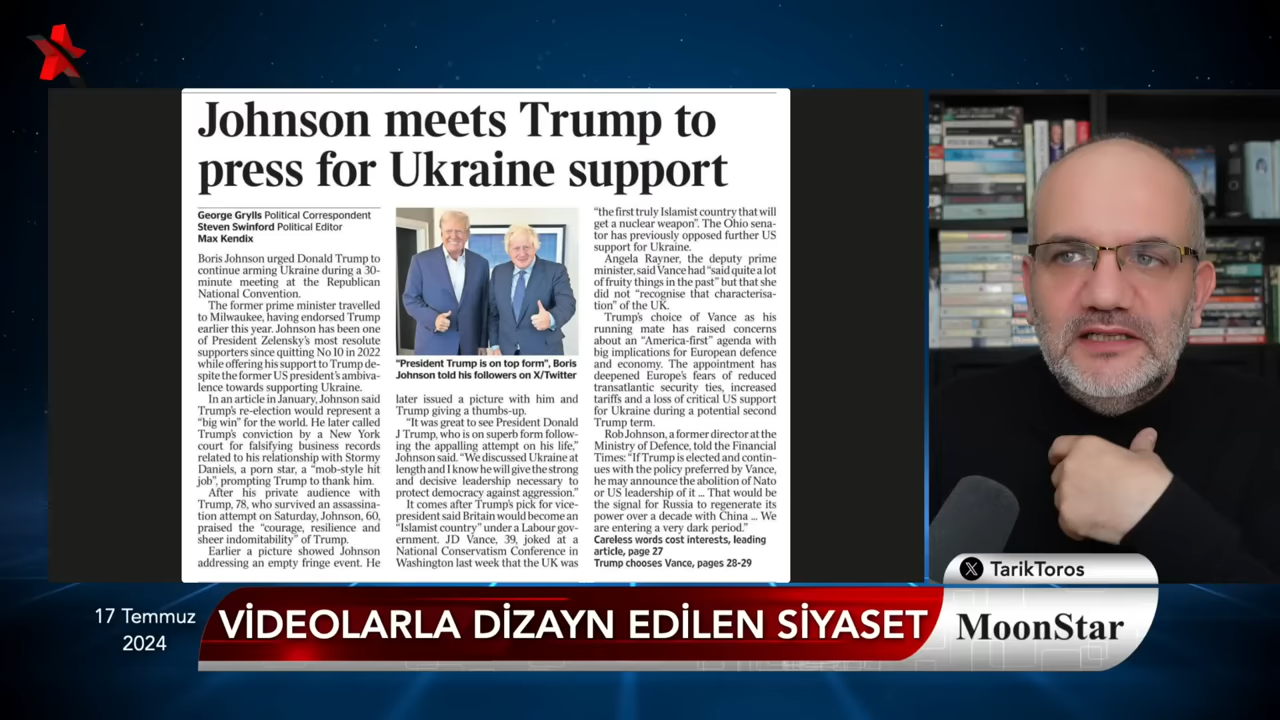 Johnson meets Trump to
press for Ukraine support
George Grylls Political Correspondent
Steven Swinford Political Editor
Max Kendix
Boris Johnson urged Donald Trump to
continue arming Ukraine during a 30-
minute meeting at the Republican
National Convention.
The former prime minister travelled
to Milwaukee, having endorsed Trump
earlier this year. Johnson has been one
of President Zelensky's most resolute
supporters since quitting No 10 in 2022
while offering his support to Trump de-
spite the former US president's ambiva-
lence towards supporting Ukraine.
In an article in January, Johnson said
Trump's re-election would represent a
"big win" for the world. He later called
Trump's conviction by a New York
court for falsifying business records
related to his relationship with Stormy
Daniels, a porn star, a "mob-style hit
job", prompting Trump to thank him.
After his private audience with
Trump, 78, who survived an assassina-
tion attempt on Saturday, Johnson, 60,
praised the "courage, resilience and
sheer indomitability" of Trump.
Earlier a picture showed Johnson
addressing an empty fringe event. He
"President Trump is on top form", Boris
Johnson told his followers on X/Twitter
later issued a picture with him and
Trump giving a thumbs-up.
"It was great to see President Donald
J Trump, who is on superb form follow-
ing the appalling attempt on his life,"
Johnson said. "We discussed Ukraine at
length and I know he will give the strong
and decisive leadership necessary to
protect democracy against aggression."
It comes after Trump's pick for vice-
president said Britain would become an
"Islamist country" under a Labour gov-
ernment. JD Vance, 39, joked at a
National Conservatism Conference in
Washington last week that the UK was
"the first truly Islamist country that will
get a nuclear weapon". The Ohio sena-
tor has previously opposed further US
support for Ukraine.
Angela Rayner, the deputy prime
minister, said Vance had "said quite a lot
of fruity things in the past" but that she
did not "recognise that characterisa-
tion" of the UK.
Trump's choice of Vance as his
running mate has raised concerns
about an "America-first" agenda with
big implications for European defence
and economy. The appointment has
deepened Europe's fears of reduced
transatlantic security ties, increased
tariffs and a loss of critical US support
for Ukraine during a potential second
Trump term.
Rob Johnson, a former director at the
Ministry of Defence, told the Financial
Times: "If Trump is elected and contin-
ues with the policy preferred by Vance,
he may announce the abolition of Nato
or US leadership of it ... That would be
the signal for Russia to regenerate its
power over a decade with China ... We
are entering a very dark period."
Careless words cost interests, leading
article, page 27
Trump chooses Vance, pages 28-29
X TarikToros
17 Temmuz
2024
VİDEOLARLA DİZAYN EDİLEN SİYASET
MoonStar